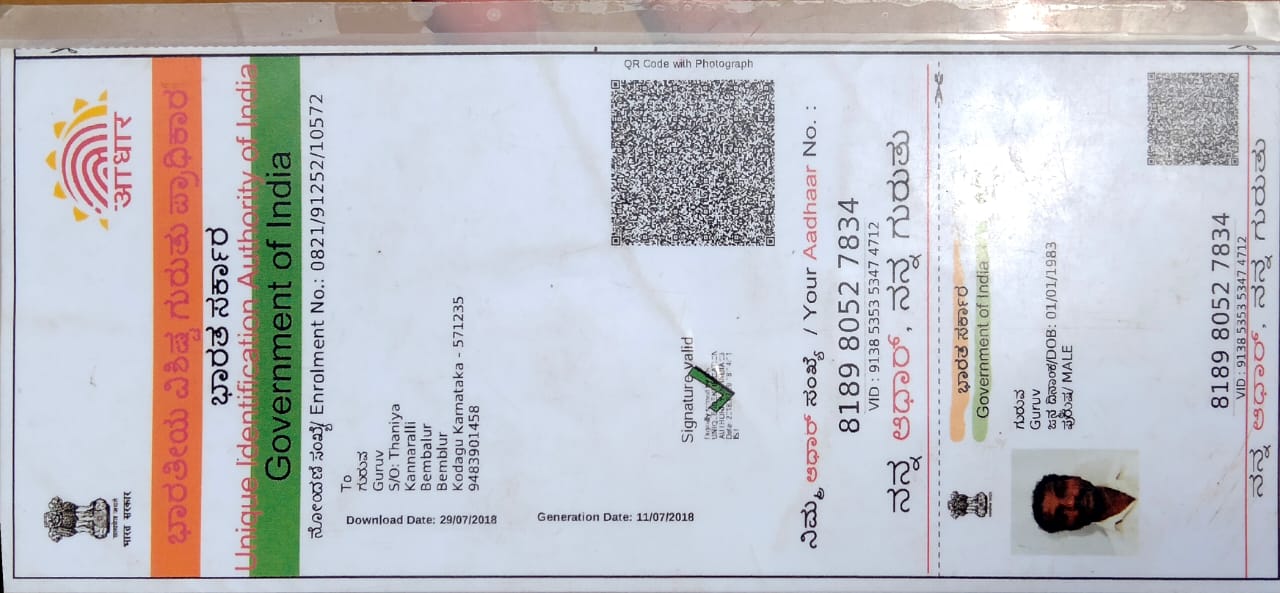 आधार
भारत सरकार
ಭಾರತೀಯ ವಿಶಿಷ್ಟ ಗುರುತು ಪ್ರಾಧಿಕಾರ
ಭಾರತ ಸರ್ಕಾರ
Unique Identification Authority of India
Government of India
ನೋಂದಣಿ ಸಂಖ್ಯೆ/ Enrolment No.: 0821/91252/10572
To
ಗುರುವ
Guruv
S/O: Thaniya
Kannaralli
Bembalur
Bemblur
Kodagu Karnataka - 571235
9483901458
Download Date: 29/07/2018
Generation Date: 11/07/2018
QR Code with Photograph
Signature valid
ನಿಮ್ಮ ಆಧಾರ್ ಸಂಖ್ಯೆ / Your Aadhaar No. :
8189 8052 7834
VID : 9138 5353 5347 4712
ನನ್ನ ಆಧಾರ್, ನನ್ನ ಗುರುತು
ಭಾರತ ಸರ್ಕಾರ
Government of India
ಗುರುವ
Guruv
ಜನ್ಮ ದಿನಾಂಕ/DOB: 01/01/1983
ಪುರುಷ/ MALE
8189 8052 7834
VID : 9138 5353 5347 4712
ನನ್ನ ಆಧಾರ್, ನನ್ನ ಗುರುತು